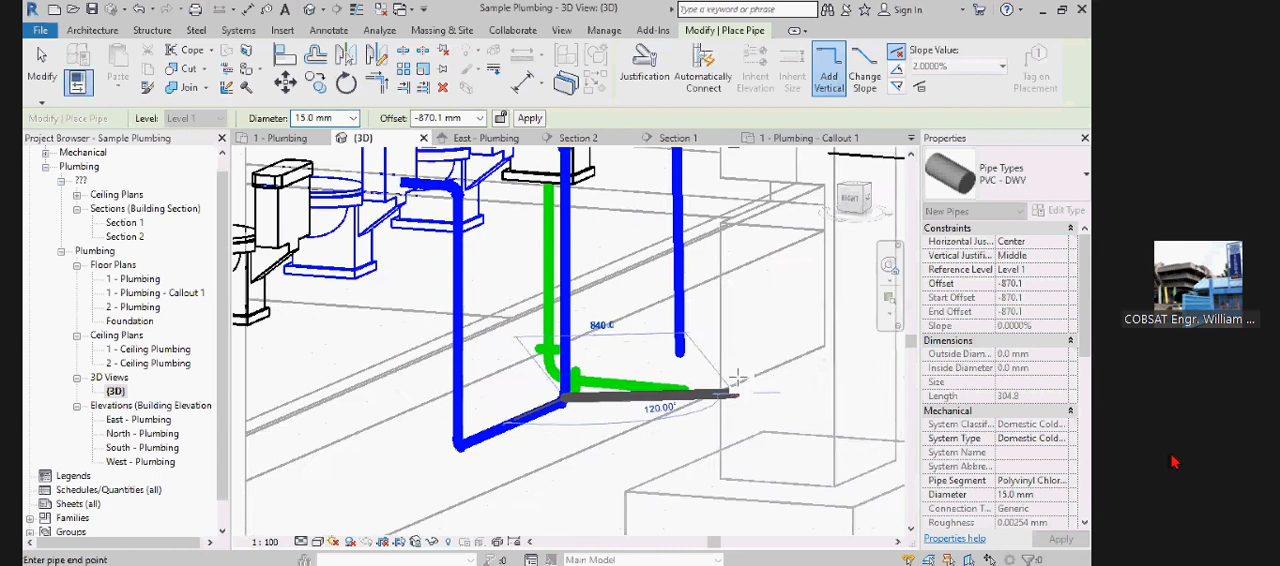 Sample Plumbing - 3D View: {3D}
Type a keyword or phrase
Sign In
File Architecture Structure Steel Systems Insert Annotate Analyze Massing & Site Collaborate View Manage Add-Ins Modify | Place Pipe
Modify
Paste
Cope
Cut
Join
Justification
Automatically Connect
Inherit Elevation
Inherit Size
Add Vertical
Change Slope
Slope Value:
2.0000%
Tag on Placement
Modify | Place Pipe
Level: Level 1
Diameter: 15.0 mm
Offset: -870.1 mm
Apply
Project Browser - Sample Plumbing
1 - Plumbing
{3D}
East - Plumbing
Section 2
Section 1
1 - Plumbing - Callout 1
Properties
Mechanical
Plumbing
???
Ceiling Plans
Sections (Building Section)
Section 1
Section 2
Plumbing
Floor Plans
1 - Plumbing
1 - Plumbing - Callout 1
2 - Plumbing
Foundation
Ceiling Plans
1 - Ceiling Plumbing
2 - Ceiling Plumbing
3D Views
{3D}
Elevations (Building Elevation
East - Plumbing
North - Plumbing
South - Plumbing
West - Plumbing
Legends
Schedules/Quantities (all)
Sheets (all)
Families
Groups
RIGHT
120.00°
Pipe Types
PVC - DWV
New Pipes
Edit Type
Constraints
Horizontal Jus... Center
Vertical Justifi... Middle
Reference Level Level 1
Offset -870.1
Start Offset -870.1
End Offset -870.1
Slope 0.0000%
Dimensions
Outside Diam... 0.0 mm
Inside Diamet... 0.0 mm
Size
Length 304.8
Mechanical
System Classif... Domestic Cold...
System Type Domestic Cold...
System Name
System Abbre...
Pipe Segment Polyvinyl Chlor...
Diameter 15.0 mm
Connection T... Generic
Roughness 0.00254 mm
Properties help
Apply
1 : 100
Enter pipe end point
:0
Main Model
:0
COBSAT Engr. William ...